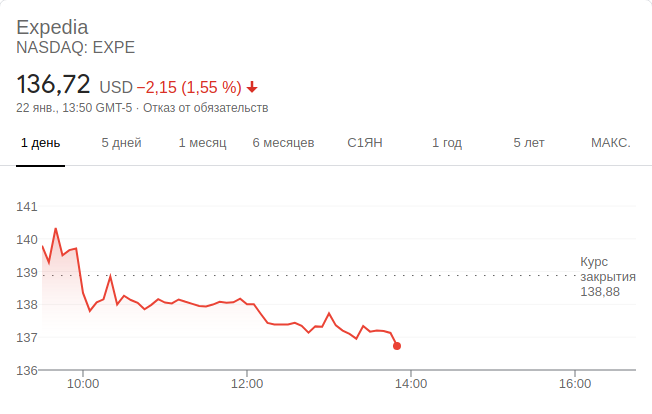 Expedia
NASDAQ: EXPE
136,72 USD −2,15 (1,55 %)
22 янв., 13:50 GMT-5 · Отказ от обязательств
1 день 5 дней 1 месяц 6 месяцев С1ЯН 1 год 5 лет МАКС.
141
140
139
138
137
136
Курс
закрытия
138,88
10:00 12:00 14:00 16:00